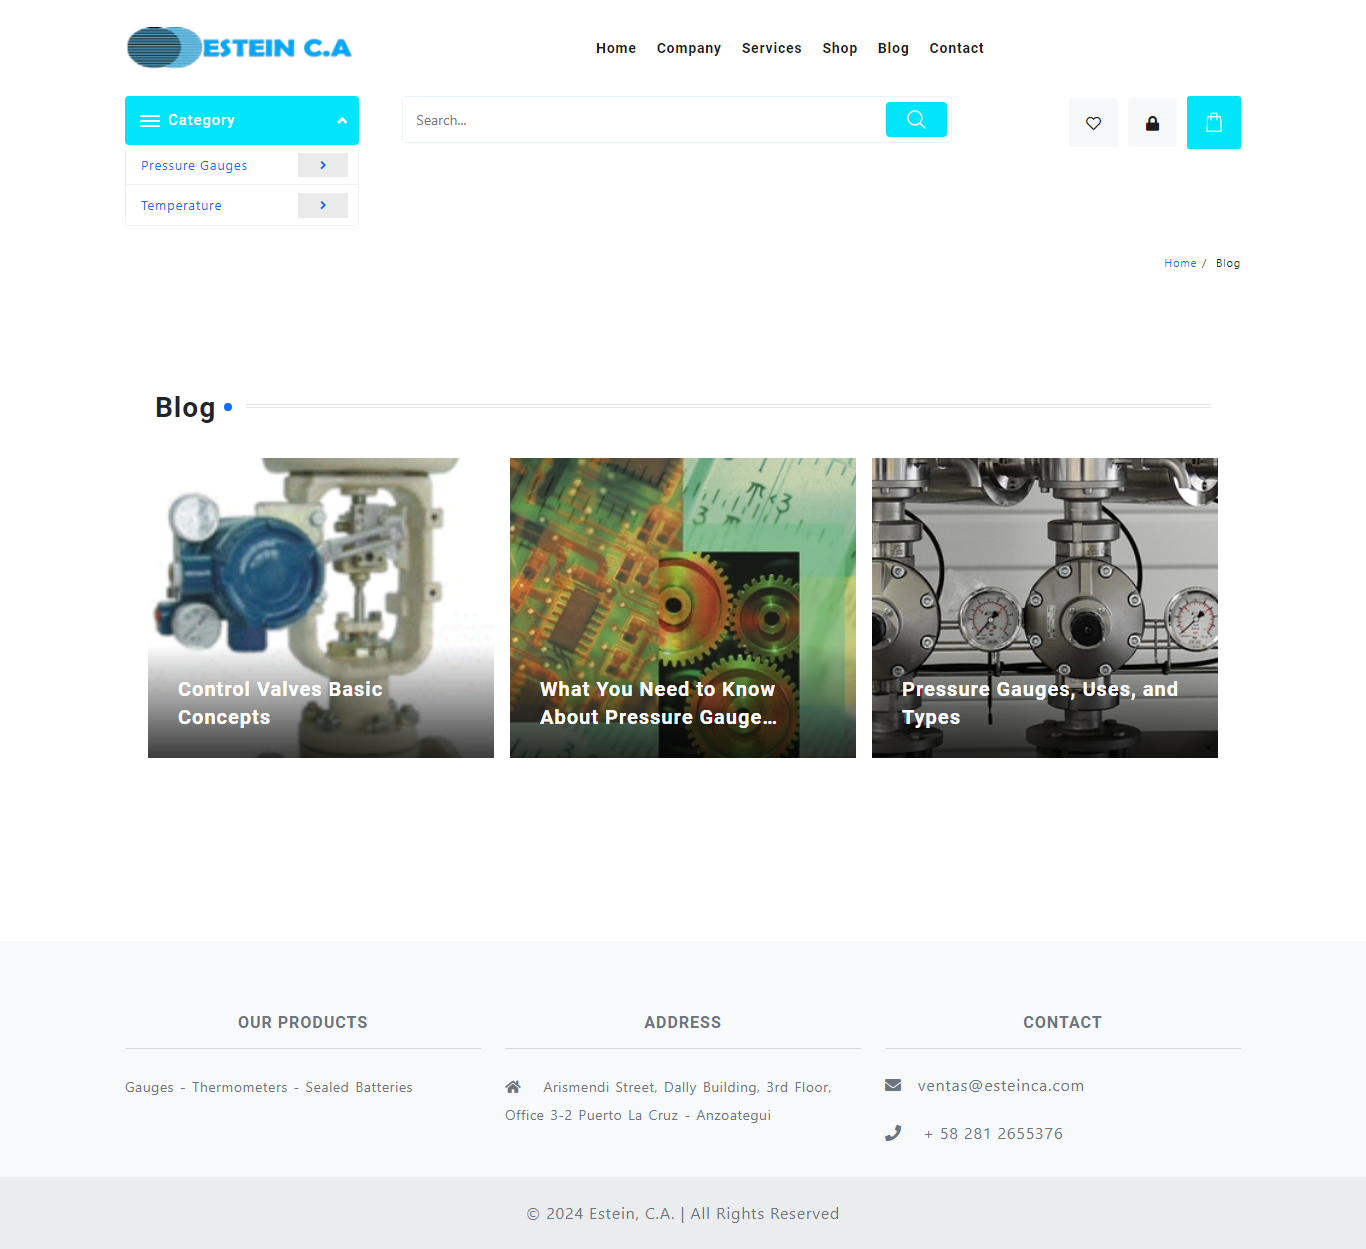 ESTEIN C.A
Home Company Services Shop Blog Contact
Category
Search...
Pressure Gauges
Temperature
Home / Blog
Blog
Control Valves Basic
Concepts
What You Need to Know
About Pressure Gauge...
Pressure Gauges, Uses, and
Types
OUR PRODUCTS
Gauges - Thermometers - Sealed Batteries
ADDRESS
Arismendi Street, Dally Building, 3rd Floor,
Office 3-2 Puerto La Cruz - Anzoategui
CONTACT
ventas@esteinca.com
+ 58 281 2655376
© 2024 Estein, C.A. | All Rights Reserved